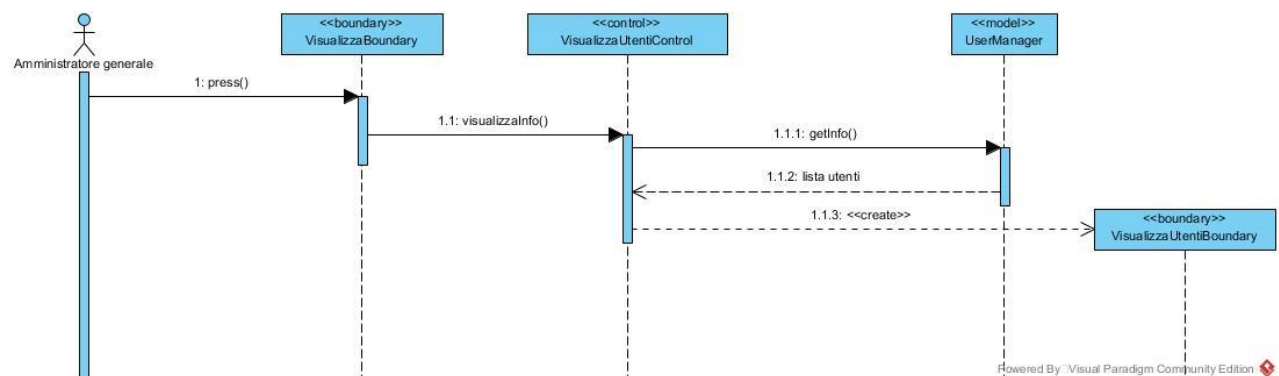 <<boundary>>
VisualizzaBoundary
<<control>>
VisualizzaUtentiControl
<<model>>
UserManager
Amministratore generale
1: press()
1.1: visualizzaInfo()
1.1.1: getInfo()
1.1.2: lista utenti
1.1.3: <<create>>
<<boundary>>
VisualizzaUtentiBoundary
Powered By Visual Paradigm Community Edition